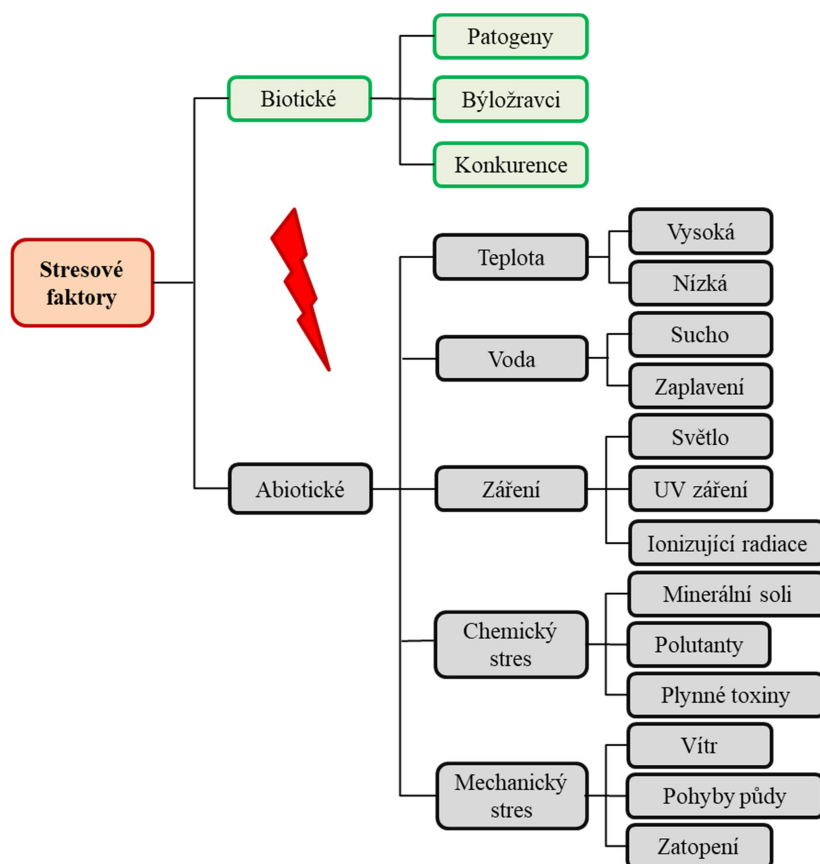 Stresové
faktory
Biotické
Patogeny
Býložravci
Konkurence
Abiotické
Teplota
Vysoká
Nízká
Voda
Sucho
Zaplavení
Záření
Světlo
UV záření
Ionizující radiace
Chemický
stres
Minerální soli
Polutanty
Plynné toxiny
Mechanický
stres
Vítr
Pohyby půdy
Zatopení